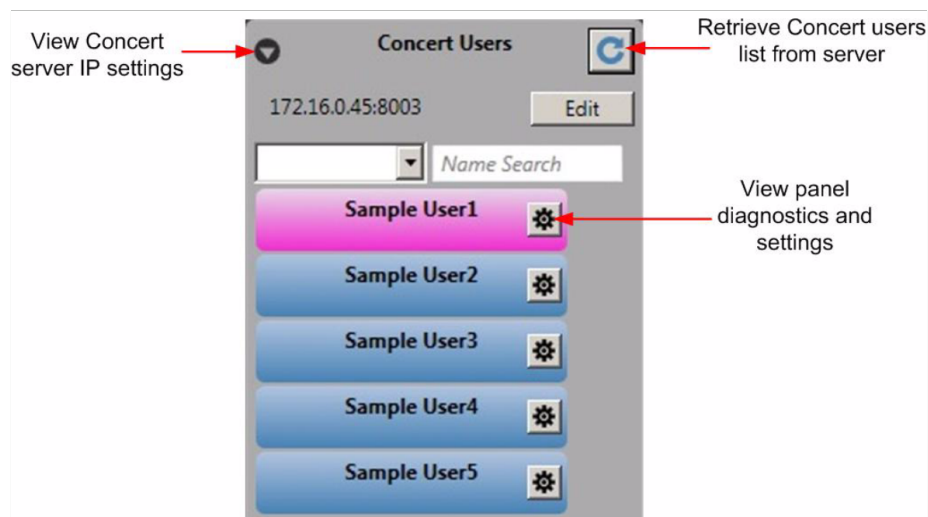 View Concert
server IP settings
Concert Users
Retrieve Concert users
list from server
172.16.0.45:8003
Edit
Name Search
Sample User1
View panel
diagnostics and
settings
Sample User2
Sample User3
Sample User4
Sample User5